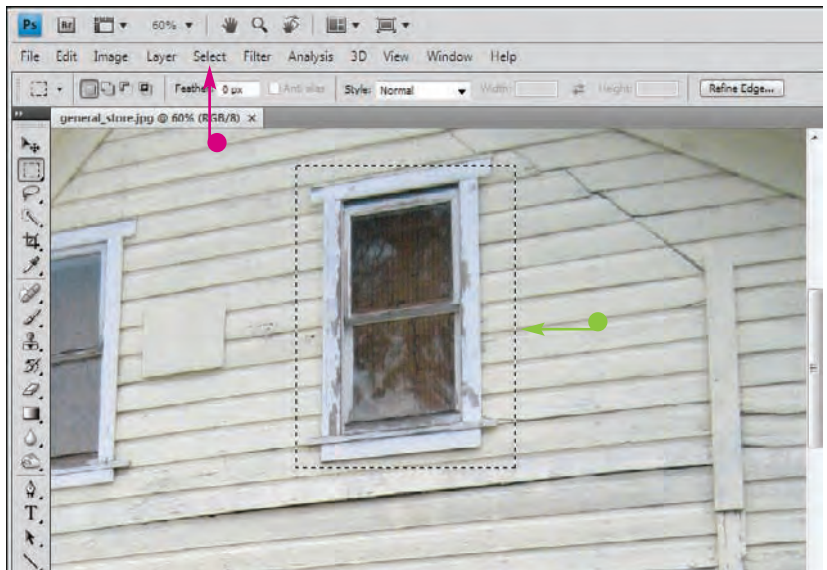 Ps Br 60%
File Edit Image Layer Select Filter Analysis 3D View Window Help
Feather: 0 px Anti-alias Style: Normal Width: Height: Refine Edge...
general_store.jpg @ 60% (RGB/8) ×
T